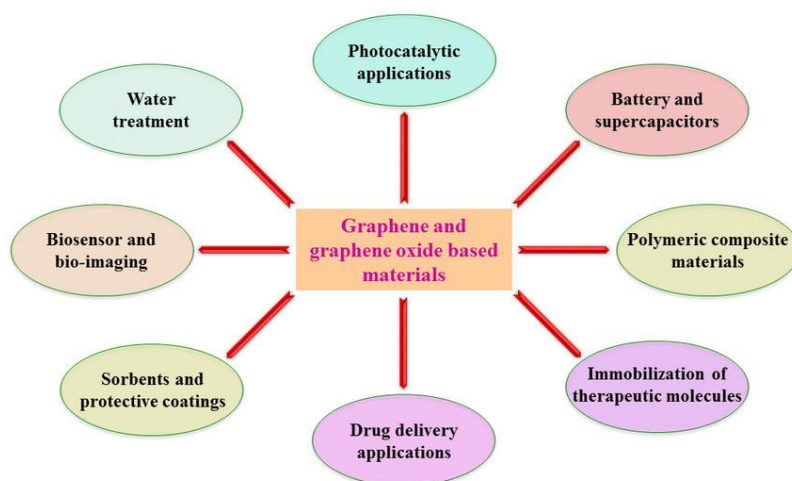 Photocatalytic
applications
Water
treatment
Battery and
supercapacitors
Graphene and
graphene oxide based
materials
Biosensor and
bio-imaging
Polymeric composite
materials
Sorbents and
protective coatings
Immobilization of
therapeutic molecules
Drug delivery
applications